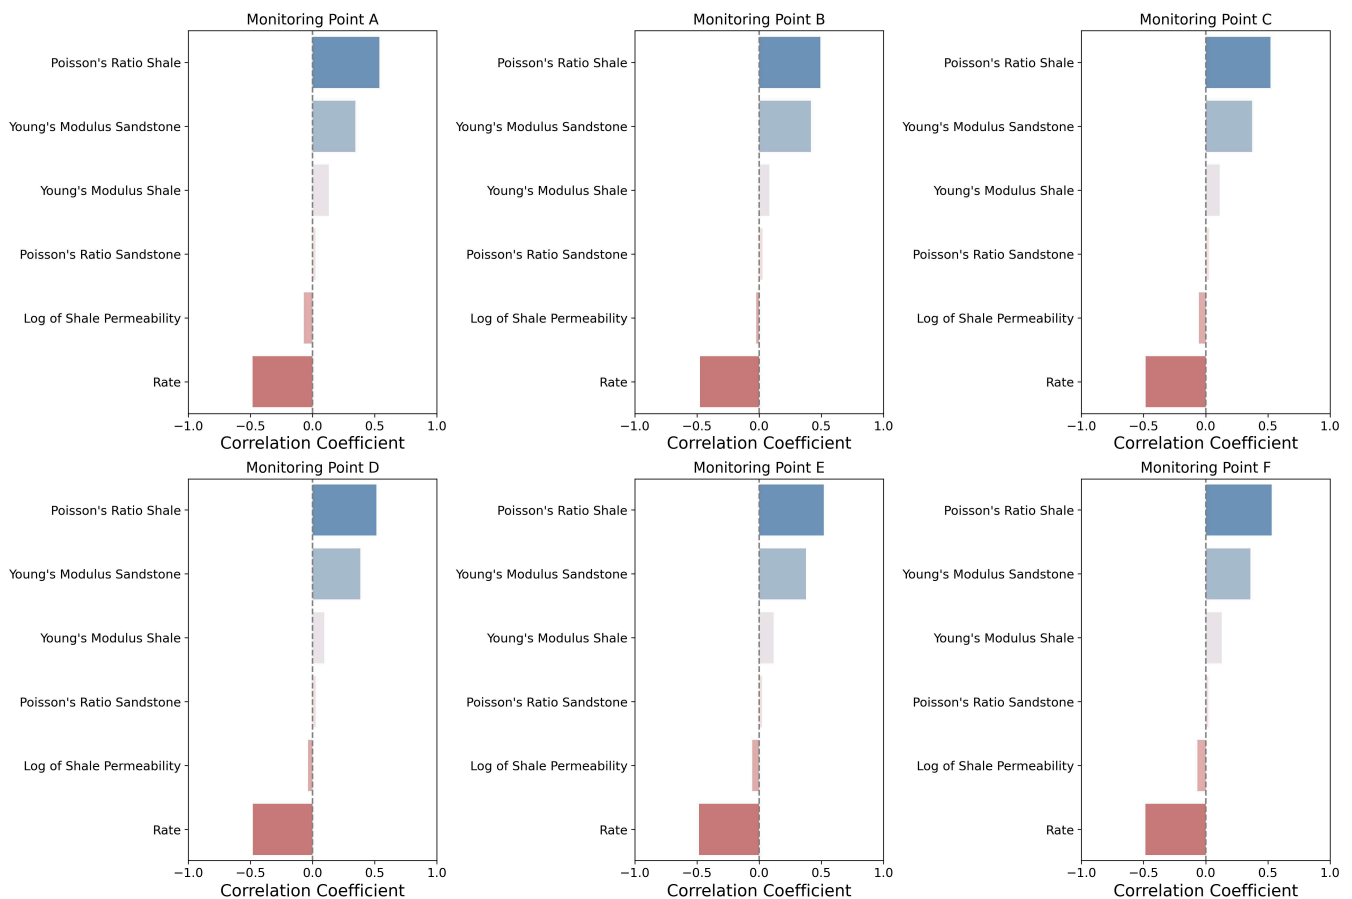 Monitoring Point A
Poisson's Ratio Shale
Young's Modulus Sandstone
Young's Modulus Shale
Poisson's Ratio Sandstone
Log of Shale Permeability
Rate
−1.0 −0.5 0.0 0.5 1.0
Correlation Coefficient
Monitoring Point B
Poisson's Ratio Shale
Young's Modulus Sandstone
Young's Modulus Shale
Poisson's Ratio Sandstone
Log of Shale Permeability
Rate
−1.0 −0.5 0.0 0.5 1.0
Correlation Coefficient
Monitoring Point C
Poisson's Ratio Shale
Young's Modulus Sandstone
Young's Modulus Shale
Poisson's Ratio Sandstone
Log of Shale Permeability
Rate
−1.0 −0.5 0.0 0.5 1.0
Correlation Coefficient
Monitoring Point D
Poisson's Ratio Shale
Young's Modulus Sandstone
Young's Modulus Shale
Poisson's Ratio Sandstone
Log of Shale Permeability
Rate
−1.0 −0.5 0.0 0.5 1.0
Correlation Coefficient
Monitoring Point E
Poisson's Ratio Shale
Young's Modulus Sandstone
Young's Modulus Shale
Poisson's Ratio Sandstone
Log of Shale Permeability
Rate
−1.0 −0.5 0.0 0.5 1.0
Correlation Coefficient
Monitoring Point F
Poisson's Ratio Shale
Young's Modulus Sandstone
Young's Modulus Shale
Poisson's Ratio Sandstone
Log of Shale Permeability
Rate
−1.0 −0.5 0.0 0.5 1.0
Correlation Coefficient